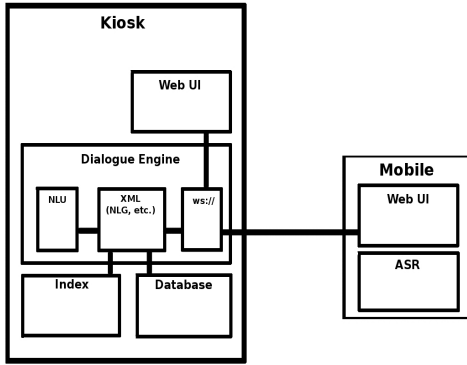 Kiosk
Web UI
Dialogue Engine
NLU
XML
(NLG, etc.)
ws://
Index
Database
Mobile
Web UI
ASR